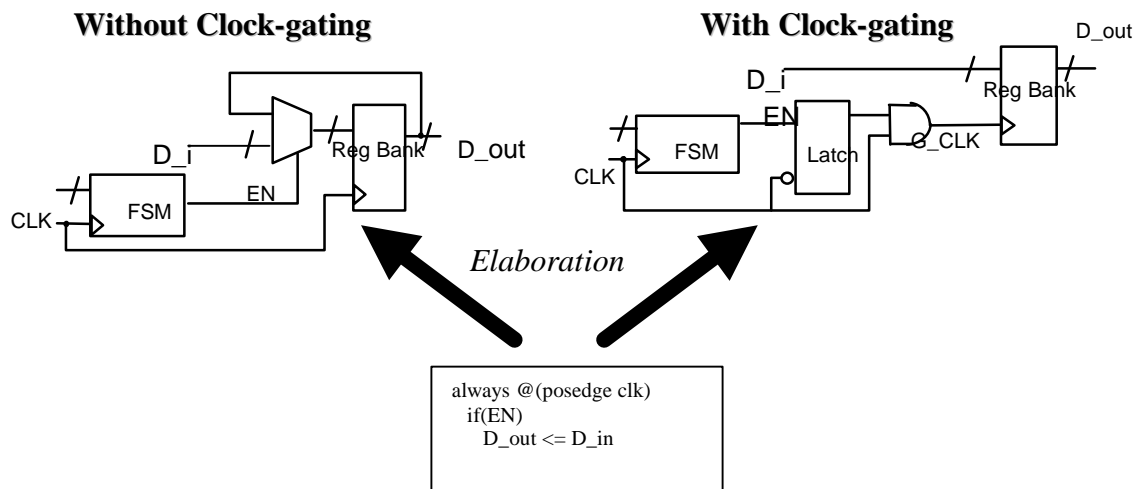 Without Clock-gating
D_i
Reg Bank
D_out
FSM
EN
CLK
With Clock-gating
D_out
D_i
Reg Bank
EN
FSM
Latch
G_CLK
CLK
Elaboration
always @(posedge clk)
if(EN)
D_out <= D_in